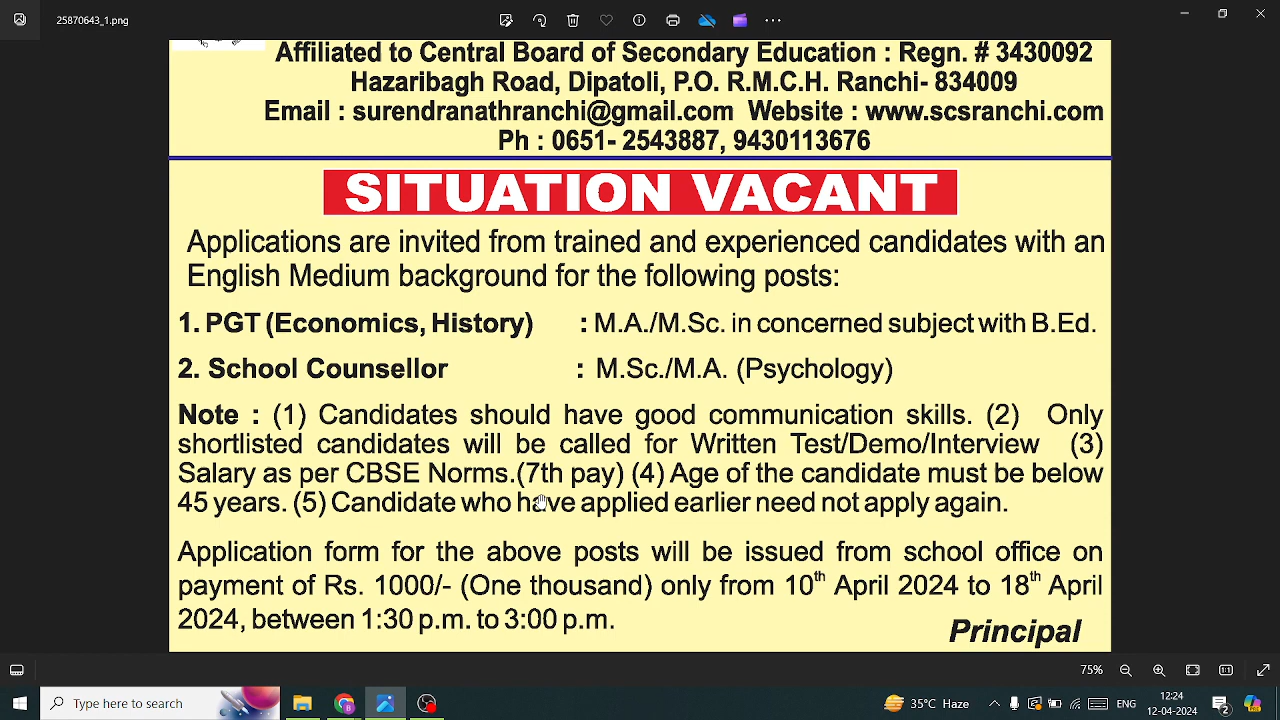 25870643_1.png
Affiliated to Central Board of Secondary Education : Regn. # 3430092
Hazaribagh Road, Dipatoli, P.O. R.M.C.H. Ranchi- 834009
Email : surendranathranchi@gmail.com Website : www.scsranchi.com
Ph : 0651- 2543887, 9430113676
SITUATION VACANT
Applications are invited from trained and experienced candidates with an
English Medium background for the following posts:
1. PGT (Economics, History) : M.A./M.Sc. in concerned subject with B.Ed.
2. School Counsellor : M.Sc./M.A. (Psychology)
Note : (1) Candidates should have good communication skills. (2) Only
shortlisted candidates will be called for Written Test/Demo/Interview (3)
Salary as per CBSE Norms.(7th pay) (4) Age of the candidate must be below
45 years. (5) Candidate who have applied earlier need not apply again.
Application form for the above posts will be issued from school office on
payment of Rs. 1000/- (One thousand) only from 10th April 2024 to 18th April
2024, between 1:30 p.m. to 3:00 p.m.
Principal
75%
Type here to search
35°C Haze
ENG
12:24
12-04-2024
2